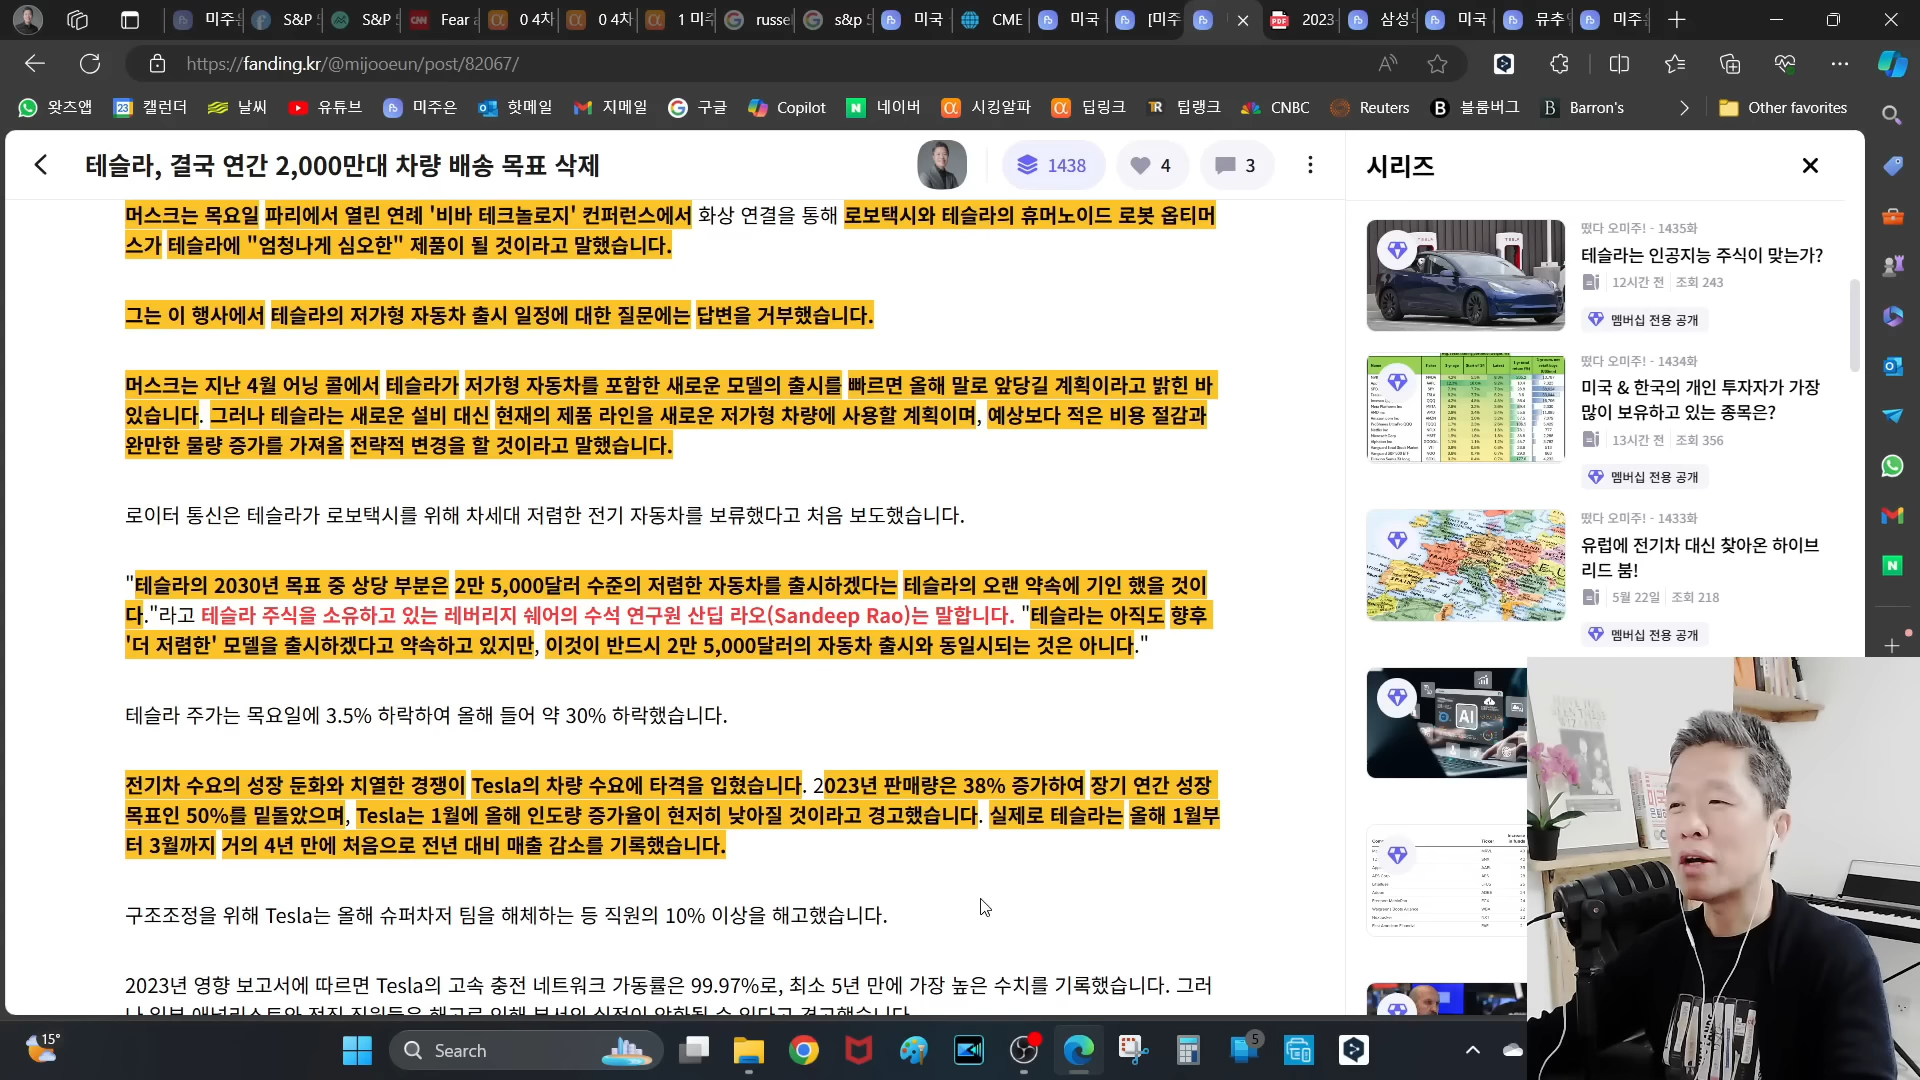 미주은
S&P 5
S&P 5
Fear a
0 4차
0 4차
1 미국
russel
s&p 5
미국
CME
미국
[미주
2023-
삼성
미국
뮤추
미주
https://fanding.kr/@mijooeun/post/82067/
왓츠앱
캘린더
날씨
유튜브
미주은
핫메일
지메일
구글
Copilot
네이버
시킹알파
딥링크
팁랭크
CNBC
Reuters
블룸버그
Barron's
Other favorites
테슬라, 결국 연간 2,000만대 차량 배송 목표 삭제
1438
4
3
머스크는 목요일 파리에서 열린 연례 '비바 테크놀로지' 컨퍼런스에서 화상 연결을 통해 로보택시와 테슬라의 휴머노이드 로봇 옵티머
스가 테슬라에 "엄청나게 심오한" 제품이 될 것이라고 말했습니다.
그는 이 행사에서 테슬라의 저가형 자동차 출시 일정에 대한 질문에는 답변을 거부했습니다.
머스크는 지난 4월 어닝 콜에서 테슬라가 저가형 자동차를 포함한 새로운 모델의 출시를 빠르면 올해 말로 앞당길 계획이라고 밝힌 바
있습니다. 그러나 테슬라는 새로운 설비 대신 현재의 제품 라인을 새로운 저가형 차량에 사용할 계획이며, 예상보다 적은 비용 절감과
완만한 물량 증가를 가져올 전략적 변경을 할 것이라고 말했습니다.
로이터 통신은 테슬라가 로보택시를 위해 차세대 저렴한 전기 자동차를 보류했다고 처음 보도했습니다.
"테슬라의 2030년 목표 중 상당 부분은 2만 5,000달러 수준의 저렴한 자동차를 출시하겠다는 테슬라의 오랜 약속에 기인 했을 것이
다."라고 테슬라 주식을 소유하고 있는 레버리지 쉐어의 수석 연구원 산딥 라오(Sandeep Rao)는 말합니다. "테슬라는 아직도 향후
'더 저렴한' 모델을 출시하겠다고 약속하고 있지만, 이것이 반드시 2만 5,000달러의 자동차 출시와 동일시되는 것은 아니다."
테슬라 주가는 목요일에 3.5% 하락하여 올해 들어 약 30% 하락했습니다.
전기차 수요의 성장 둔화와 치열한 경쟁이 Tesla의 차량 수요에 타격을 입혔습니다. 2023년 판매량은 38% 증가하여 장기 연간 성장
목표인 50%를 밑돌았으며, Tesla는 1월에 올해 인도량 증가율이 현저히 낮아질 것이라고 경고했습니다. 실제로 테슬라는 올해 1월부
터 3월까지 거의 4년 만에 처음으로 전년 대비 매출 감소를 기록했습니다.
구조조정을 위해 Tesla는 올해 슈퍼차저 팀을 해체하는 등 직원의 10% 이상을 해고했습니다.
2023년 영향 보고서에 따르면 Tesla의 고속 충전 네트워크 가동률은 99.97%로, 최소 5년 만에 가장 높은 수치를 기록했습니다. 그러
시리즈
떴다 오미주! - 1435화
테슬라는 인공지능 주식이 맞는가?
12시간 전 | 조회 243
멤버십 전용 공개
떴다 오미주! - 1434화
미국 & 한국의 개인 투자자가 가장
많이 보유하고 있는 종목은?
13시간 전 | 조회 356
멤버십 전용 공개
떴다 오미주! - 1433화
유럽에 전기차 대신 찾아온 하이브
리드 붐!
5월 22일 | 조회 218
멤버십 전용 공개
AI
15°
Search
5